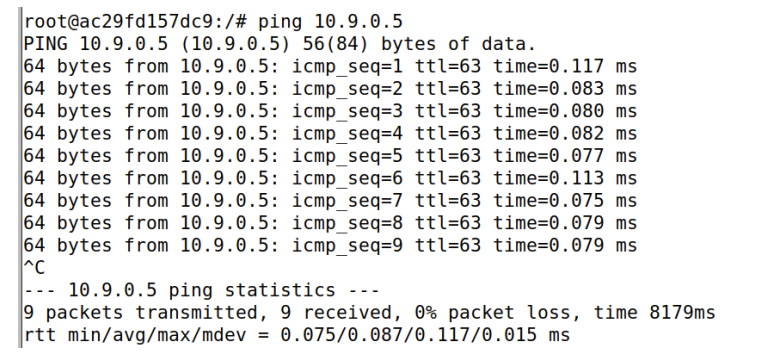 root@ac29fd157dc9:/# ping 10.9.0.5
PING 10.9.0.5 (10.9.0.5) 56(84) bytes of data.
64 bytes from 10.9.0.5: icmp_seq=1 ttl=63 time=0.117 ms
64 bytes from 10.9.0.5: icmp_seq=2 ttl=63 time=0.083 ms
64 bytes from 10.9.0.5: icmp_seq=3 ttl=63 time=0.080 ms
64 bytes from 10.9.0.5: icmp_seq=4 ttl=63 time=0.082 ms
64 bytes from 10.9.0.5: icmp_seq=5 ttl=63 time=0.077 ms
64 bytes from 10.9.0.5: icmp_seq=6 ttl=63 time=0.113 ms
64 bytes from 10.9.0.5: icmp_seq=7 ttl=63 time=0.075 ms
64 bytes from 10.9.0.5: icmp_seq=8 ttl=63 time=0.079 ms
64 bytes from 10.9.0.5: icmp_seq=9 ttl=63 time=0.079 ms
^C
--- 10.9.0.5 ping statistics ---
9 packets transmitted, 9 received, 0% packet loss, time 8179ms
rtt min/avg/max/mdev = 0.075/0.087/0.117/0.015 ms